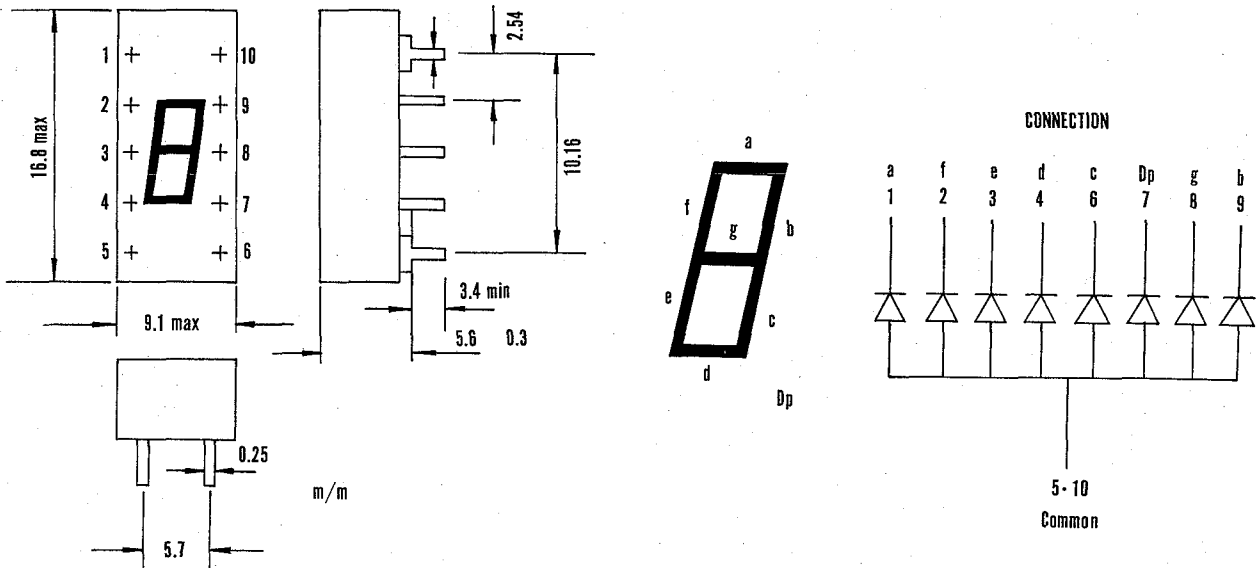 1 10
2 9
3 8
4 7
5 6
16.8 max
9.1 max
2.54
10.16
3.4 min
5.6 0.3
0.25
5.7
m/m
a
f
g
b
e
c
d
Dp
CONNECTION
a f e d c Dp g b
1 2 3 4 6 7 8 9
5·10
Common